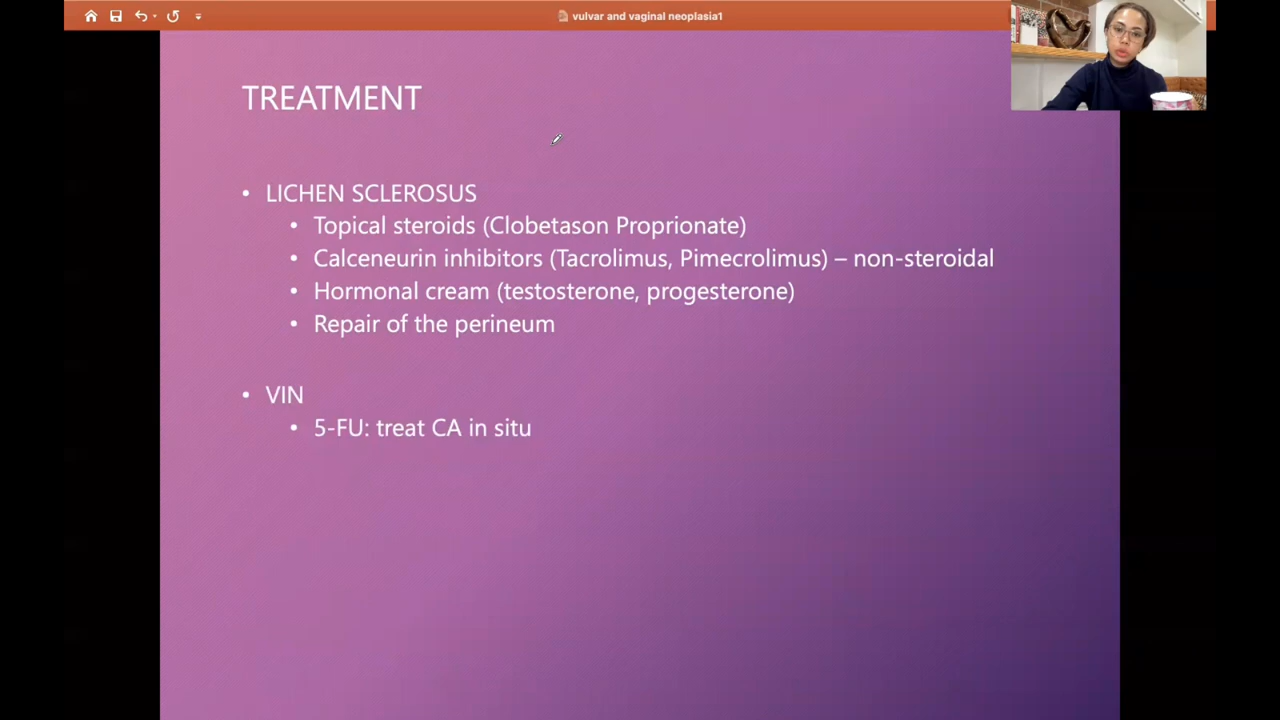 vulvar and vaginal neoplasia1
TREATMENT
• LICHEN SCLEROSUS
• Topical steroids (Clobetason Proprionate)
• Calceneurin inhibitors (Tacrolimus, Pimecrolimus) – non-steroidal
• Hormonal cream (testosterone, progesterone)
• Repair of the perineum
• VIN
• 5-FU: treat CA in situ